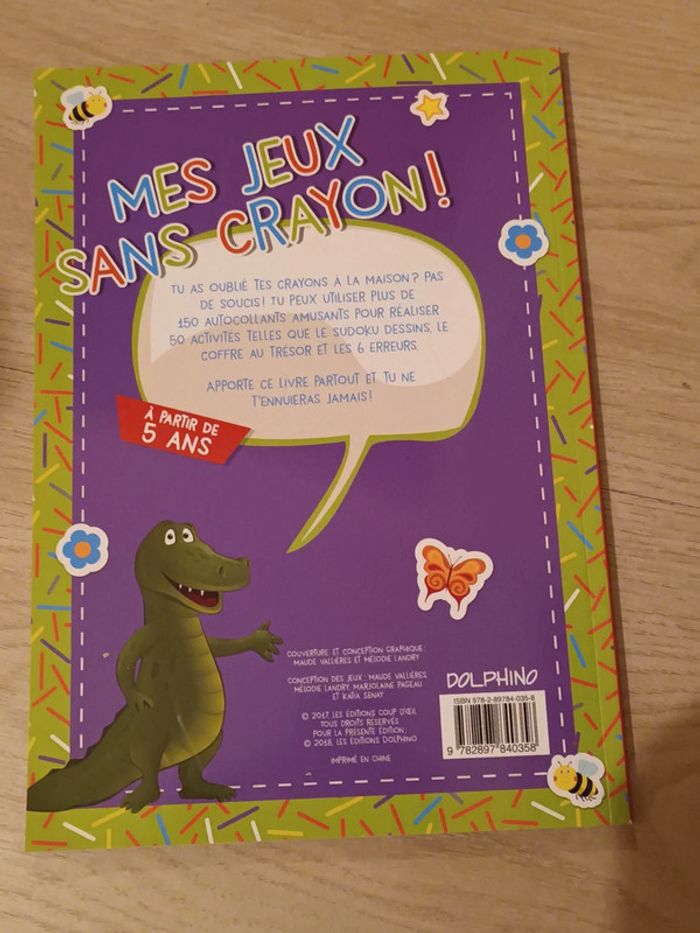 MES JEUX
SANS CRAYON !
TU AS OUBLIÉ TES CRAYONS À LA MAISON ? PAS
DE SOUCIS ! TU PEUX UTILISER PLUS DE
150 AUTOCOLLANTS AMUSANTS POUR RÉALISER
50 ACTIVITÉS TELLES QUE LE SUDOKU DESSINS, LE
COFFRE AU TRÉSOR ET LES 6 ERREURS.
APPORTE CE LIVRE PARTOUT ET TU NE
T'ENNUIERAS JAMAIS !
À PARTIR DE
5 ANS
COUVERTURE ET CONCEPTION GRAPHIQUE :
MAUDE VALLIÈRES ET MÉLODIE LANDRY
CONCEPTION DES JEUX : MAUDE VALLIÈRES,
MÉLODIE LANDRY, MARJOLAINE PAGEAU
ET KATIA SENAY
© 2017, LES ÉDITIONS COUP D'ŒIL
TOUS DROITS RÉSERVÉS
POUR LA PRÉSENTE ÉDITION :
© 2018, LES ÉDITIONS DOLPHINO
IMPRIMÉ EN CHINE
DOLPHINO
ISBN 978-2-89784-035-8
9 782897 840358